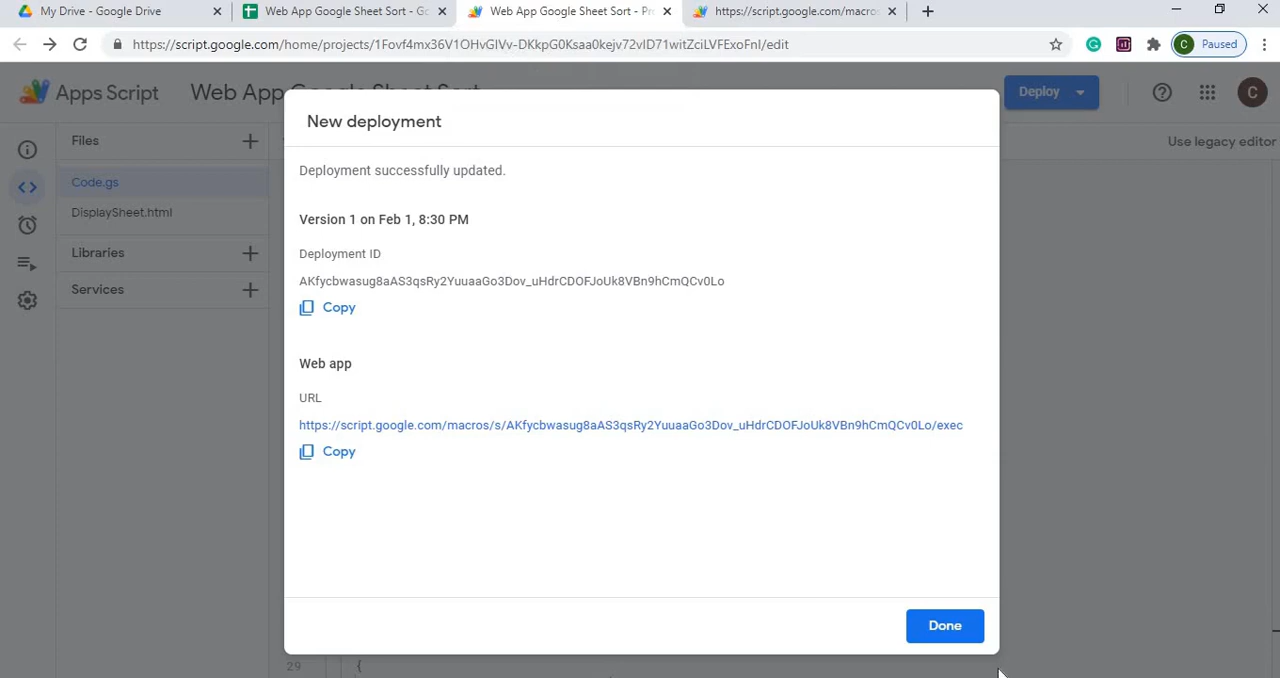 My Drive - Google Drive
Web App Google Sheet Sort - Go
Web App Google Sheet Sort - Pr
https://script.google.com/macros
https://script.google.com/home/projects/1Fovf4mx36V1OHvGIVv-DKkpG0Ksaa0kejv72vID71witZciLVFExoFnI/edit
C Paused
Apps Script
Web App Google Sheet Sort
Deploy
C
Files
Use legacy editor
Code.gs
DisplaySheet.html
Libraries
Services
New deployment
Deployment successfully updated.
Version 1 on Feb 1, 8:30 PM
Deployment ID
AKfycbwasug8aAS3qsRy2YuuaaGo3Dov_uHdrCDOFJoUk8VBn9hCmQCv0Lo
Copy
Web app
URL
https://script.google.com/macros/s/AKfycbwasug8aAS3qsRy2YuuaaGo3Dov_uHdrCDOFJoUk8VBn9hCmQCv0Lo/exec
Copy
Done
29 {